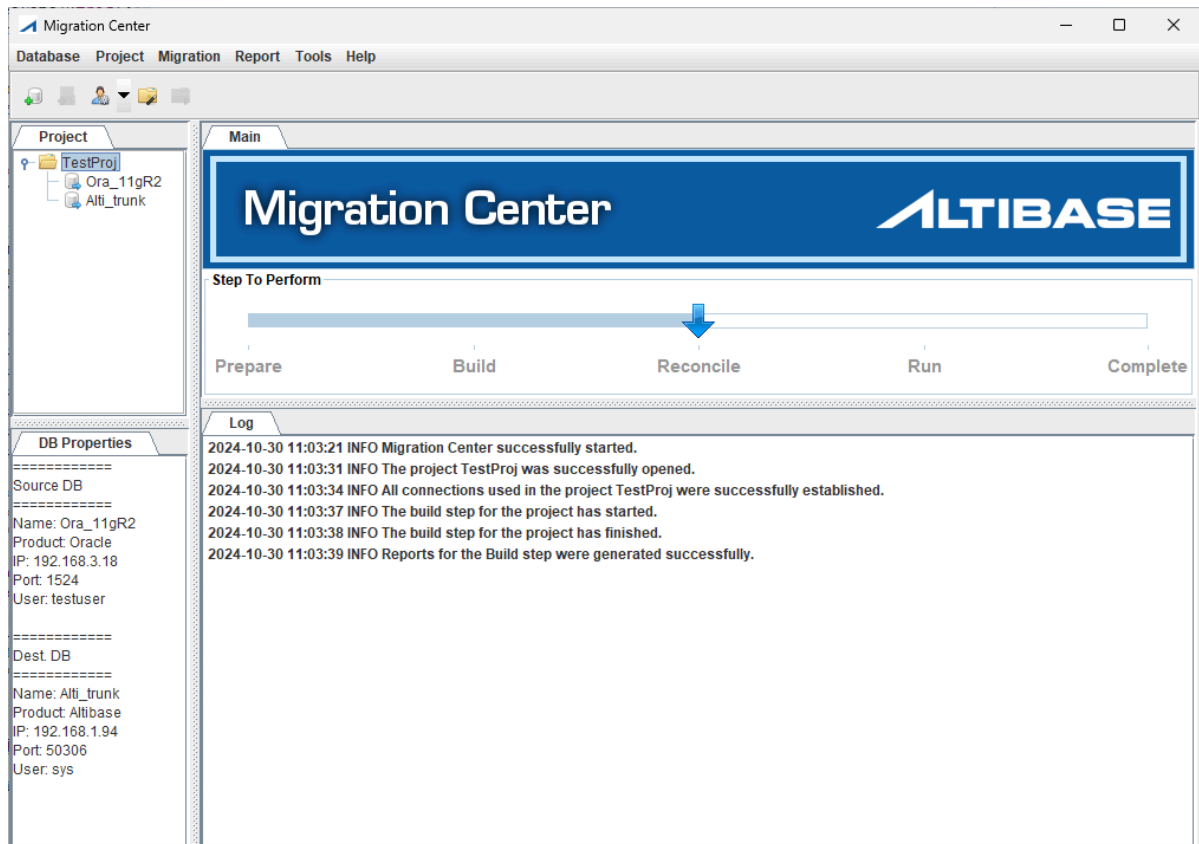 Migration Center
Database Project Migration Report Tools Help
Project
TestProj
Ora_11gR2
Alti_trunk
Main
Migration Center
ALTIBASE
Step To Perform
Prepare Build Reconcile Run Complete
DB Properties
============
Source DB
============
Name: Ora_11gR2
Product: Oracle
IP: 192.168.3.18
Port: 1524
User: testuser
============
Dest. DB
============
Name: Alti_trunk
Product: Altibase
IP: 192.168.1.94
Port: 50306
User: sys
Log
2024-10-30 11:03:21 INFO Migration Center successfully started.
2024-10-30 11:03:31 INFO The project TestProj was successfully opened.
2024-10-30 11:03:34 INFO All connections used in the project TestProj were successfully established.
2024-10-30 11:03:37 INFO The build step for the project has started.
2024-10-30 11:03:38 INFO The build step for the project has finished.
2024-10-30 11:03:39 INFO Reports for the Build step were generated successfully.